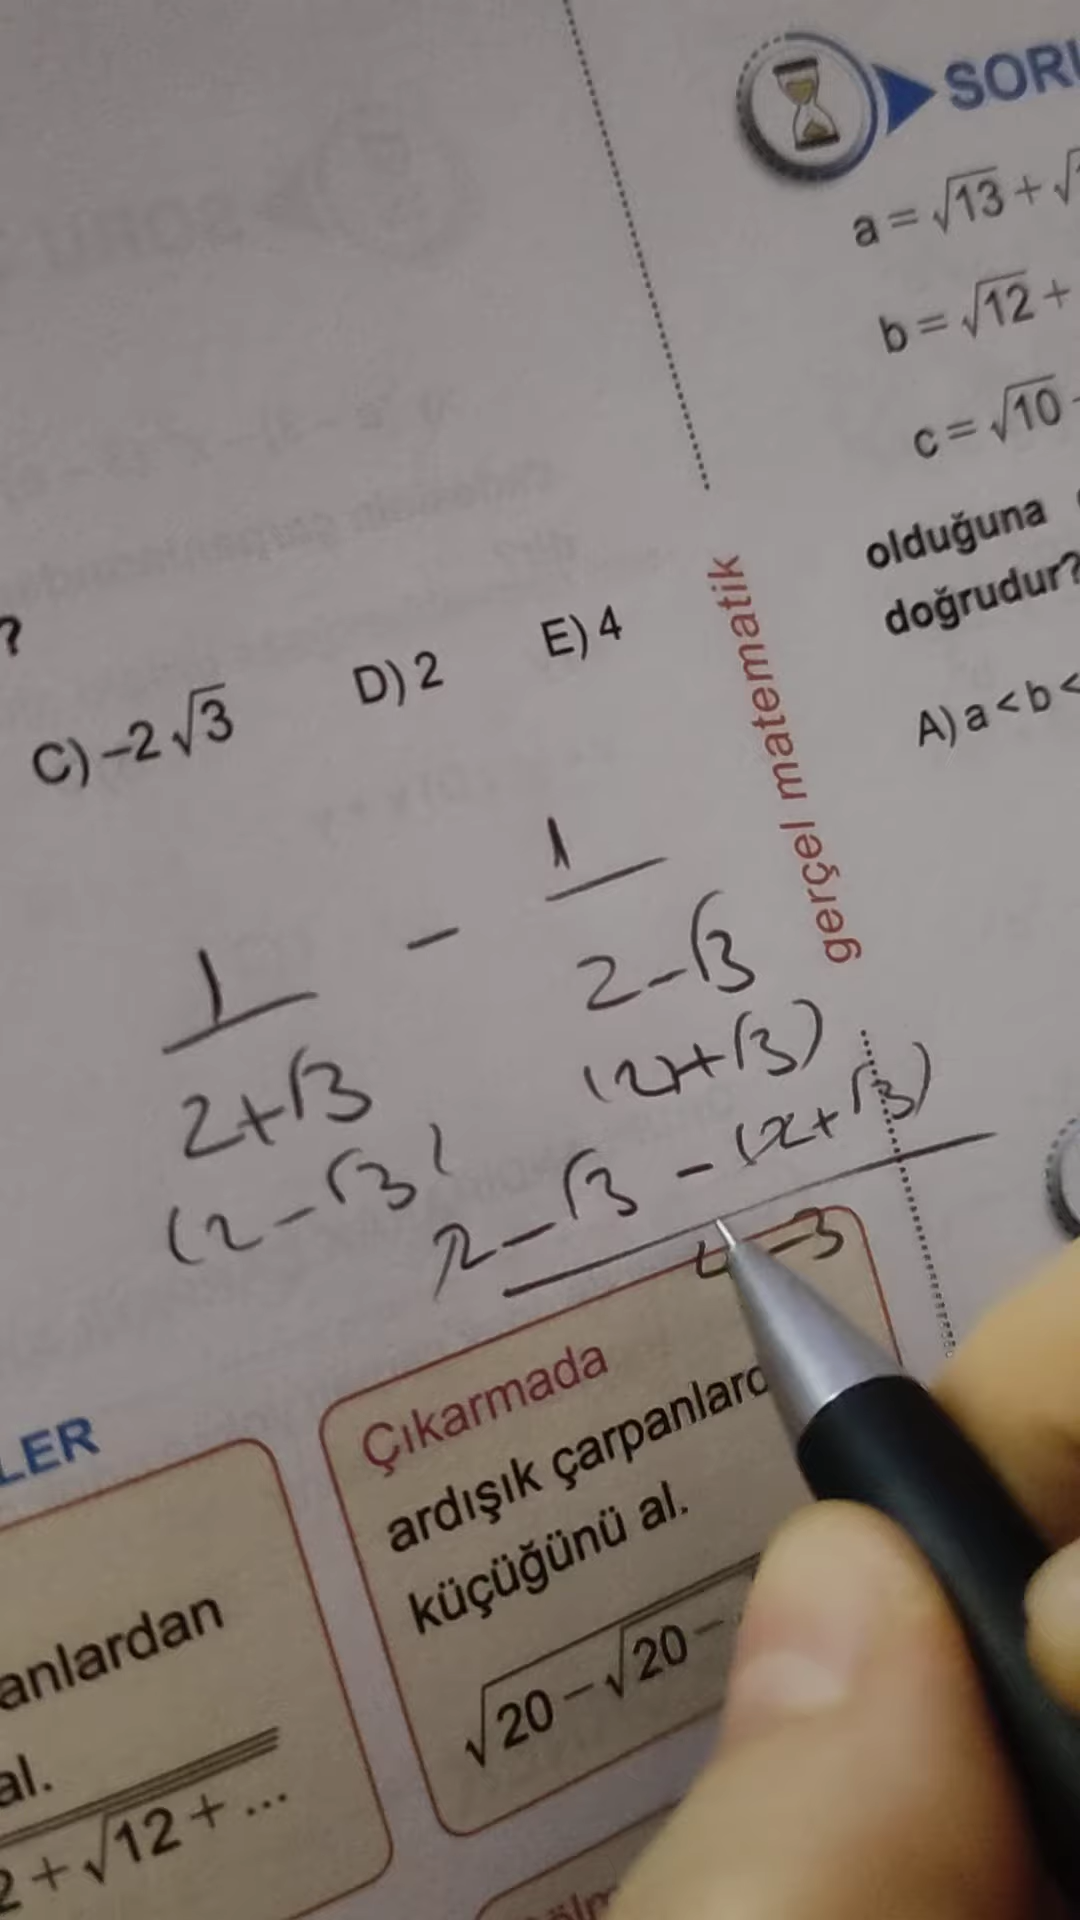 ?
C) -2√3
D) 2
E) 4
1/(2+√3) - 1/(2-√3)
(2-√3) (2+√3)
2-√3 - (2+√3)
4-3
LER
anlardan
al.
2+√12+...
Çıkarmada
ardışık çarpanlard
küçüğünü al.
√20-√20-
gerçel matematik
SORU
a=√13+√
b=√12+
c=√10
olduğuna
doğrudur?
A) a<b<